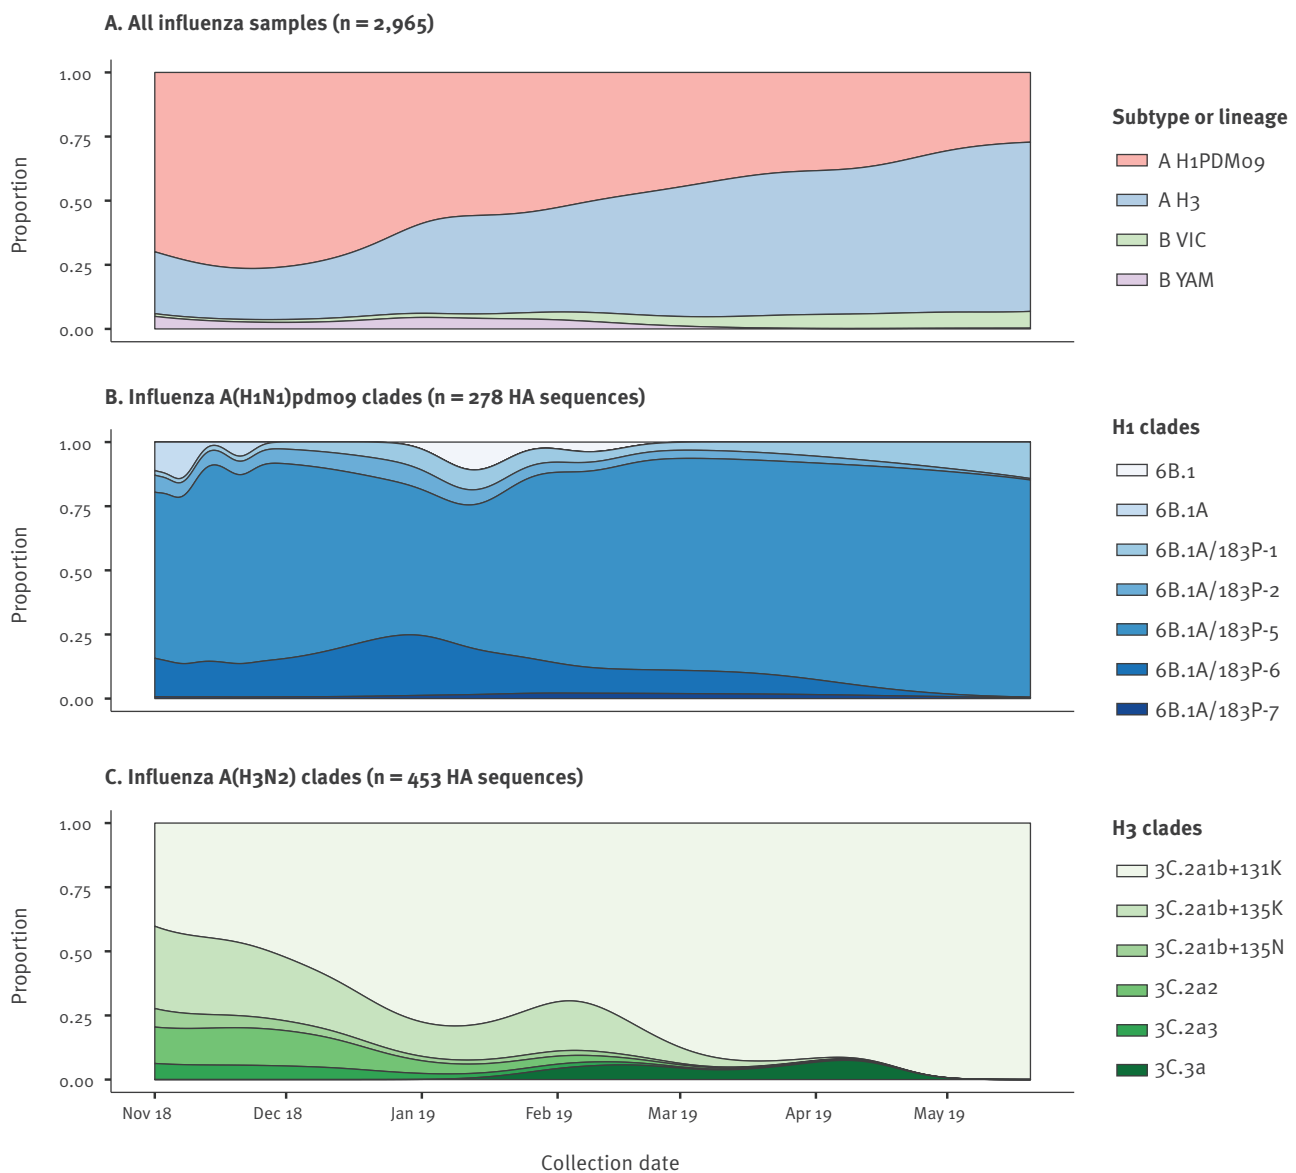 A. All influenza samples (n = 2,965)
1.00
0.75
0.50
0.25
0.00
Proportion
Subtype or lineage
A H1PDM09
A H3
B VIC
B YAM
B. Influenza A(H1N1)pdm09 clades (n = 278 HA sequences)
1.00
0.75
0.50
0.25
0.00
Proportion
H1 clades
6B.1
6B.1A
6B.1A/183P-1
6B.1A/183P-2
6B.1A/183P-5
6B.1A/183P-6
6B.1A/183P-7
C. Influenza A(H3N2) clades (n = 453 HA sequences)
1.00
0.75
0.50
0.25
0.00
Proportion
H3 clades
3C.2a1b+131K
3C.2a1b+135K
3C.2a1b+135N
3C.2a2
3C.2a3
3C.3a
Nov 18 Dec 18 Jan 19 Feb 19 Mar 19 Apr 19 May 19
Collection date